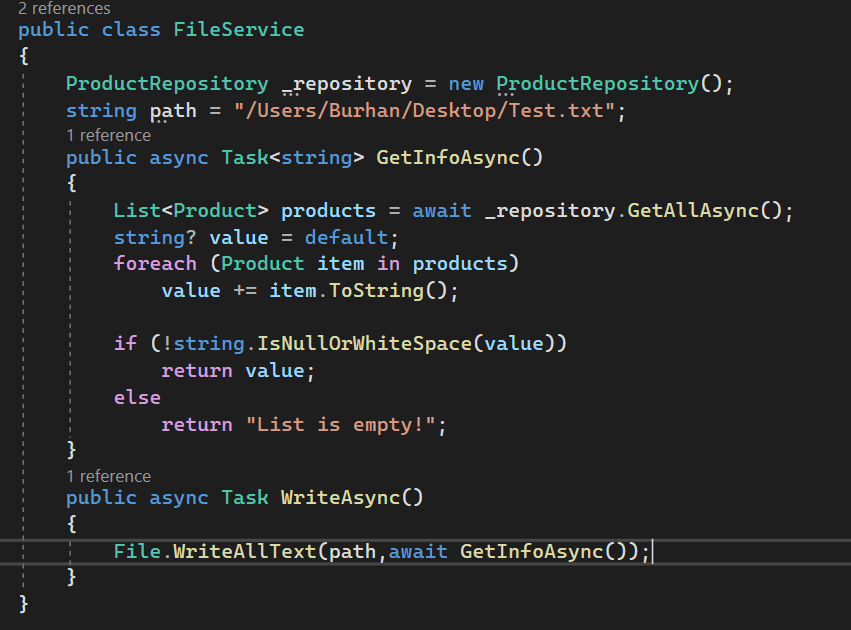 2 references
public class FileService
{
ProductRepository _repository = new ProductRepository();
string path = "/Users/Burhan/Desktop/Test.txt";
1 reference
public async Task<string> GetInfoAsync()
{
List<Product> products = await _repository.GetAllAsync();
string? value = default;
foreach (Product item in products)
value += item.ToString();
if (!string.IsNullOrWhiteSpace(value))
return value;
else
return "List is empty!";
}
1 reference
public async Task WriteAsync()
{
File.WriteAllText(path,await GetInfoAsync());
}
}